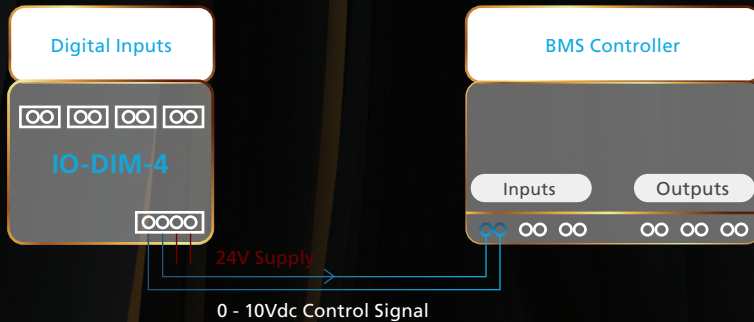 Digital Inputs
BMS Controller
IO-DIM-4
Inputs
Outputs
24V Supply
0 - 10Vdc Control Signal